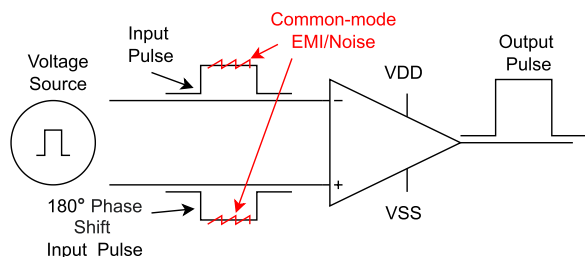 Common-mode
EMI/Noise
Input
Pulse
Voltage
Source
Output
Pulse
VDD
−
+
180° Phase
Shift
Input Pulse
VSS